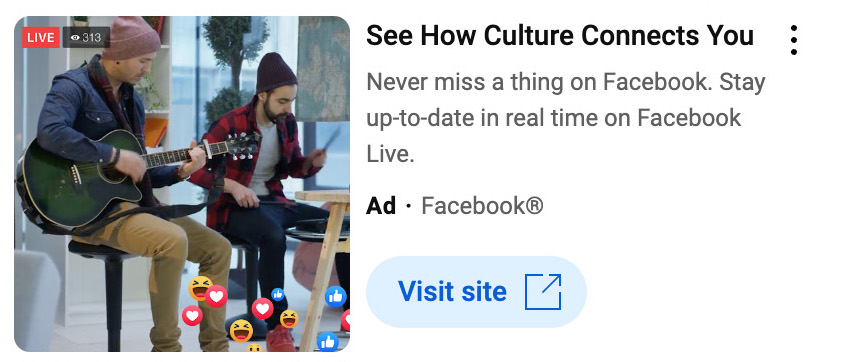 LIVE 313
See How Culture Connects You
Never miss a thing on Facebook. Stay
up-to-date in real time on Facebook
Live.
Ad · Facebook®
Visit site